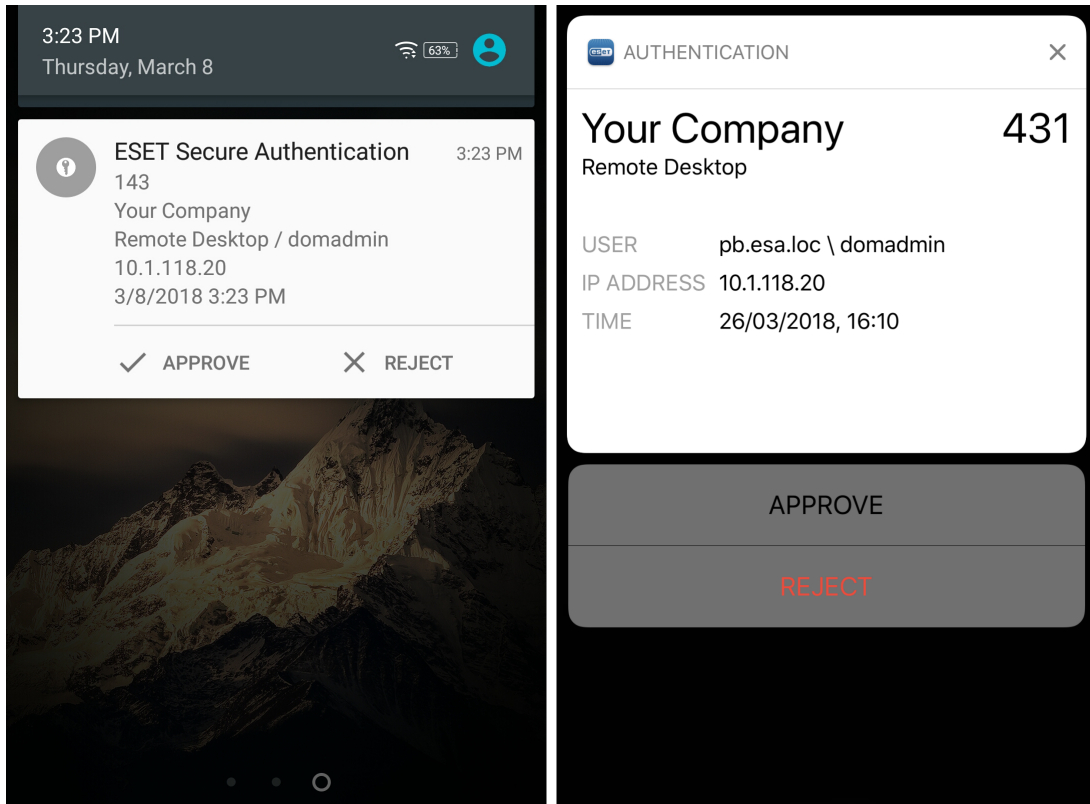 3:23 PM
63%
Thursday, March 8
ESET Secure Authentication
3:23 PM
143
Your Company
Remote Desktop / domadmin
10.1.118.20
3/8/2018 3:23 PM
APPROVE
REJECT
eset
AUTHENTICATION
Your Company
431
Remote Desktop
USER
pb.esa.loc \ domadmin
IP ADDRESS
10.1.118.20
TIME
26/03/2018, 16:10
APPROVE
REJECT